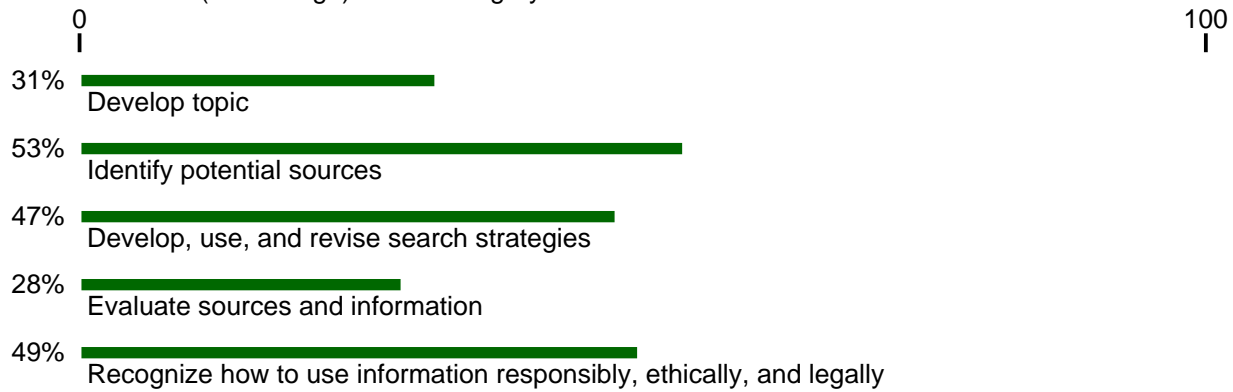 0 100
31%
Develop topic
53%
Identify potential sources
47%
Develop, use, and revise search strategies
28%
Evaluate sources and information
49%
Recognize how to use information responsibly, ethically, and legally